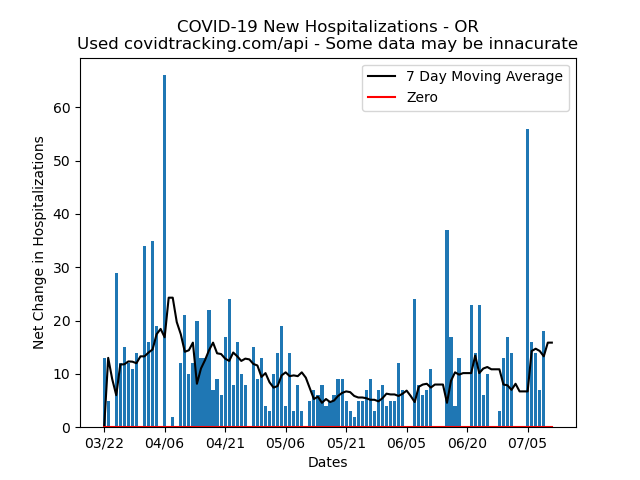 COVID-19 New Hospitalizations - OR
Used covidtracking.com/api - Some data may be innacurate
7 Day Moving Average
Zero
Net Change in Hospitalizations
60
50
40
30
20
10
0
03/22 04/06 04/21 05/06 05/21 06/05 06/20 07/05
Dates